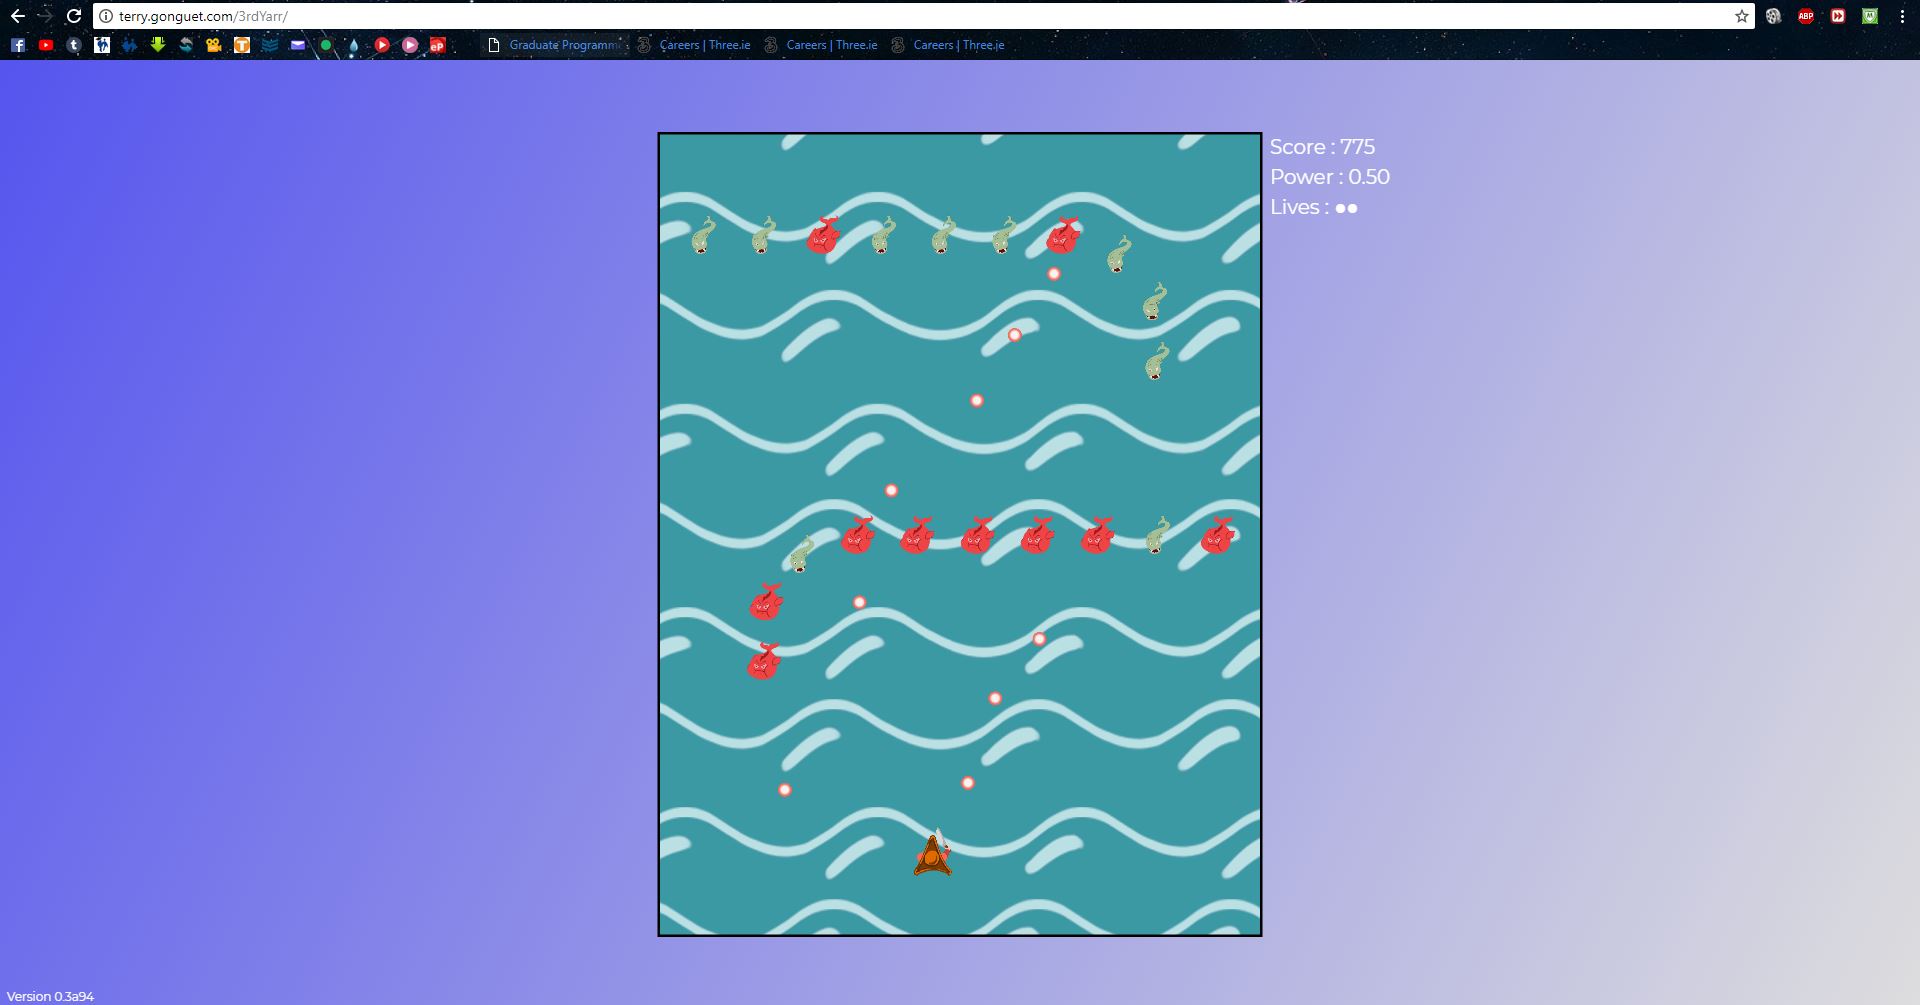 terry.gonguet.com/3rdYarr/
ABP
Graduate Programm
Careers | Three.ie
Careers | Three.ie
Careers | Three.ie
Score : 775
Power : 0.50
Lives : ●●
Version 0.3a94